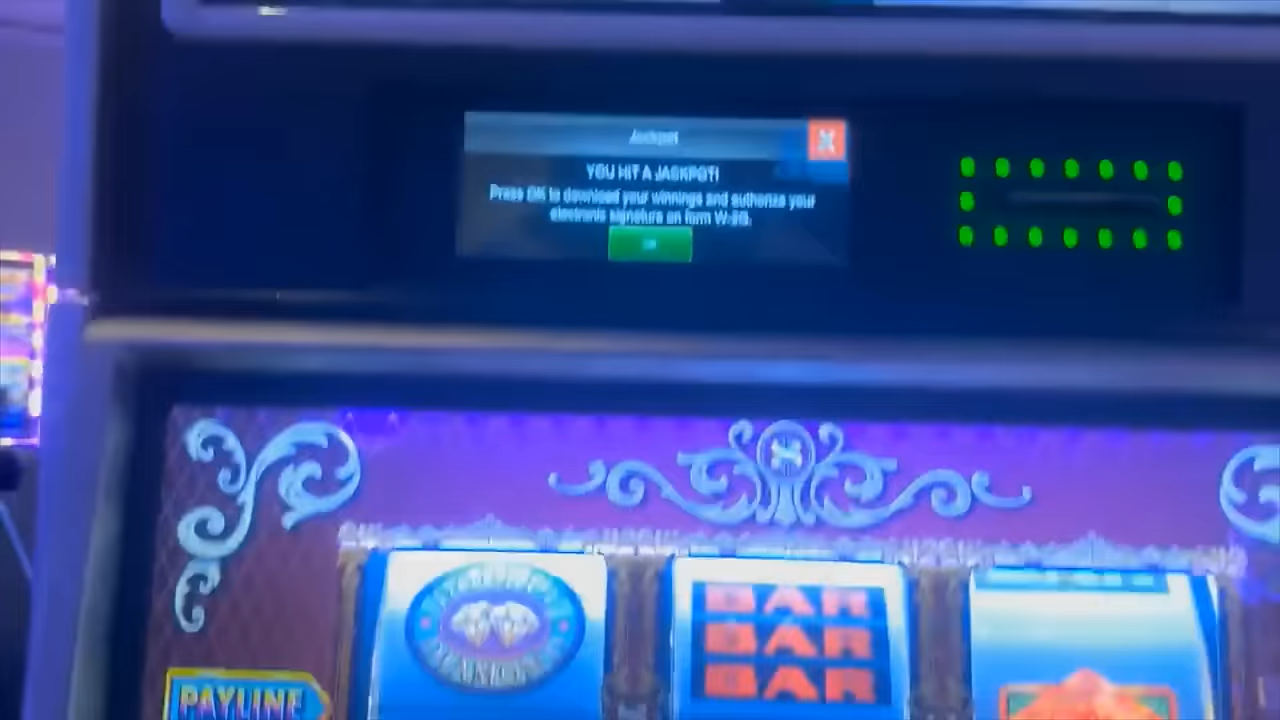 Jackpot
YOU HIT A JACKPOT!
Press OK to download your winnings and authorize your
electronic signature on form W-2G.
OK
BAR
BAR
BAR
PAYLINE